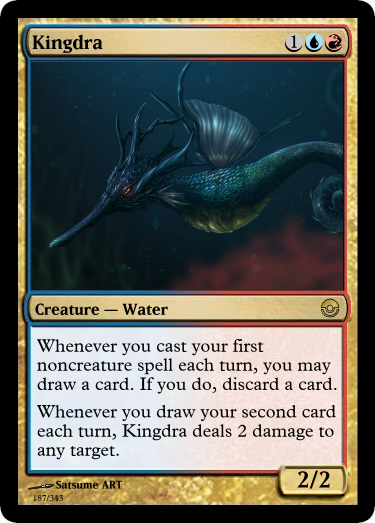 Kingdra 1
Creature — Water
Whenever you cast your first
noncreature spell each turn, you may
draw a card. If you do, discard a card.
Whenever you draw your second card
each turn, Kingdra deals 2 damage to
any target.
2/2
Satsume ART
187/343